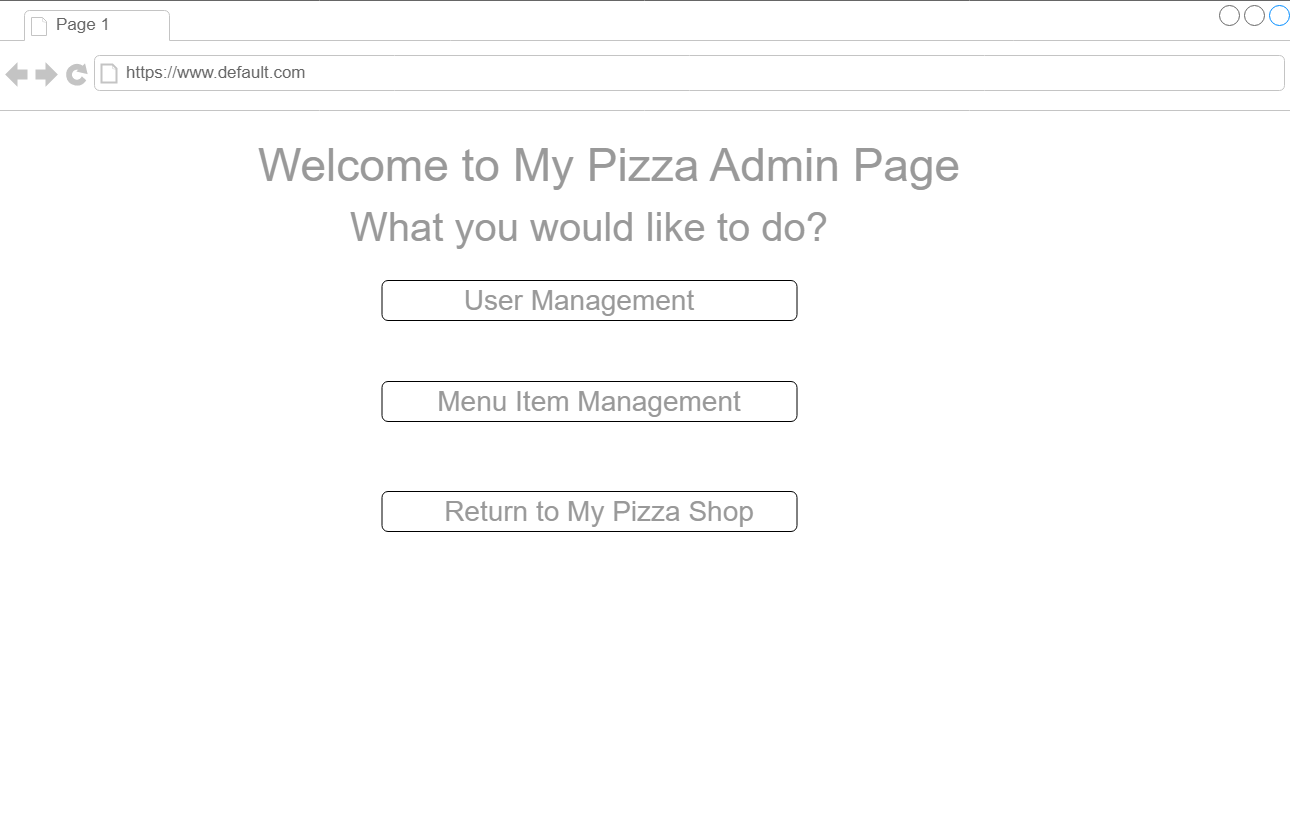 Page 1
https://www.default.com
Welcome to My Pizza Admin Page
What you would like to do?
User Management
Menu Item Management
Return to My Pizza Shop